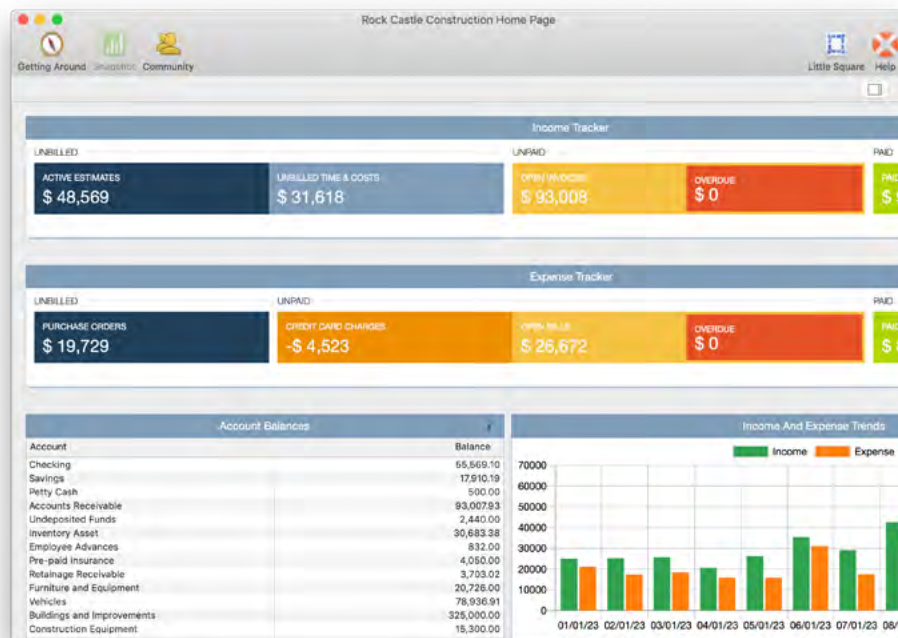 Rock Castle Construction Home Page
Getting Around Snapshot Community Little Square Help
Income Tracker
UNBILLED UNPAID PAID
ACTIVE ESTIMATES UNBILLED TIME & COSTS OPEN INVOICES OVERDUE
$ 48,569 $ 31,618 $ 93,008 $ 0
Expense Tracker
UNBILLED UNPAID PAID
PURCHASE ORDERS CREDIT CARD CHARGES OPEN BILLS OVERDUE
$ 19,729 -$ 4,523 $ 26,672 $ 0
Account Balances
Account Balance
Checking 55,569.10
Savings 17,910.19
Petty Cash 500.00
Accounts Receivable 93,007.93
Undeposited Funds 2,440.00
Inventory Asset 30,683.38
Employee Advances 832.00
Pre-paid Insurance 4,050.00
Retainage Receivable 3,703.02
Furniture and Equipment 20,726.00
Vehicles 78,936.91
Buildings and Improvements 325,000.00
Construction Equipment 15,300.00
Income And Expense Trends
Income Expense
70000
60000
50000
40000
30000
20000
10000
0
01/01/23 02/01/23 03/01/23 04/01/23 05/01/23 06/01/23 07/01/23 08/